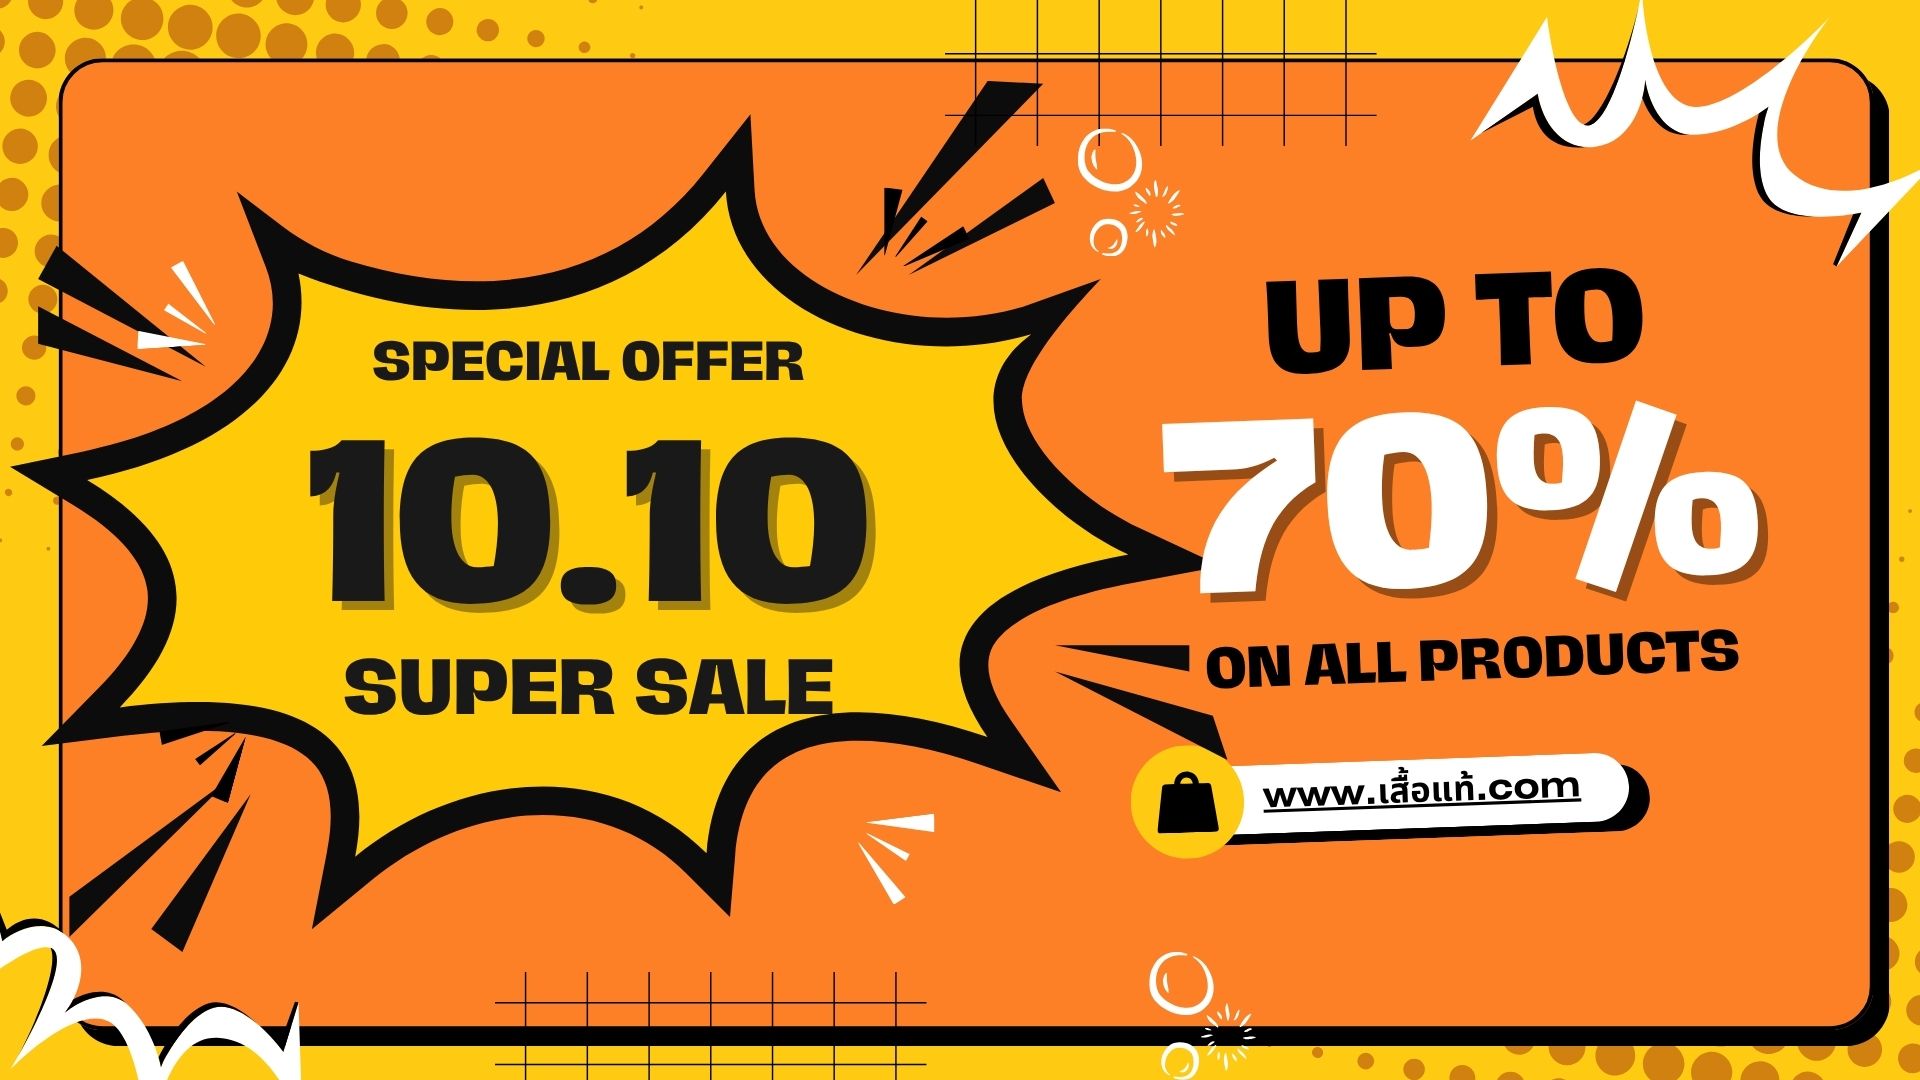 SPECIAL OFFER
10.10
SUPER SALE
UP TO
70%
ON ALL PRODUCTS
www.เสื้อแท้.com